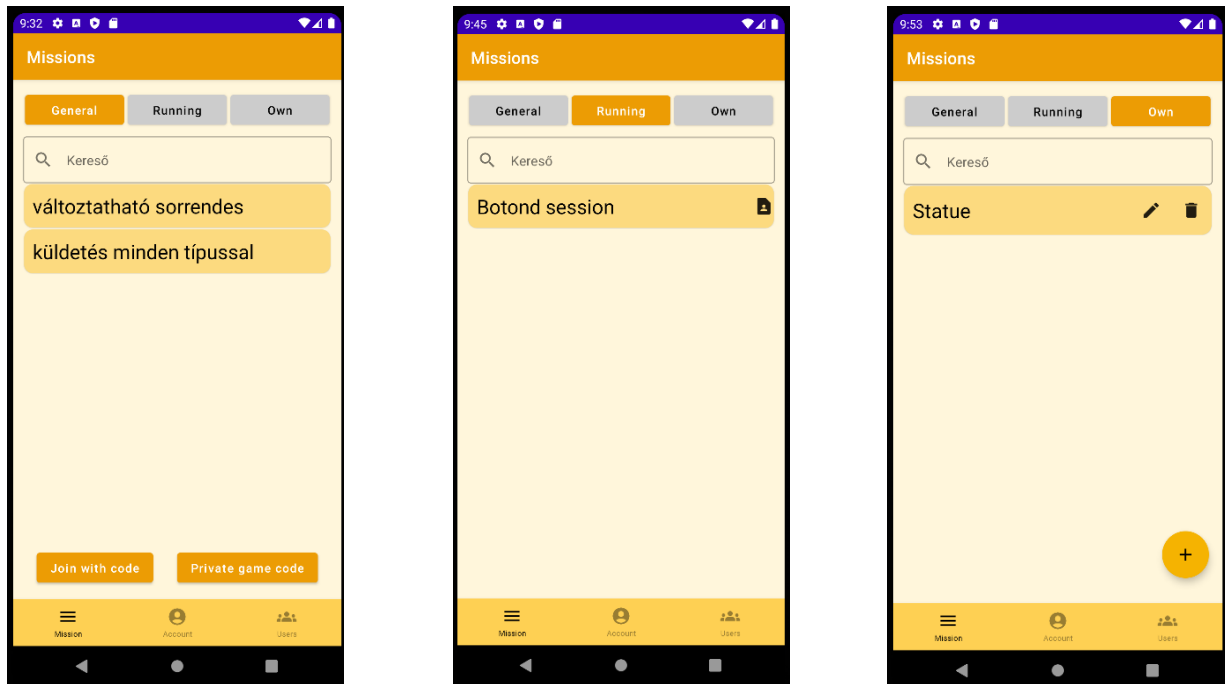 9:32
Missions
General Running Own
Kereső
változtatható sorrendes
küldetés minden típussal
Join with code Private game code
Mission Account Users
9:45
Missions
General Running Own
Kereső
Botond session
Mission Account Users
9:53
Missions
General Running Own
Kereső
Statue
+
Mission Account Users